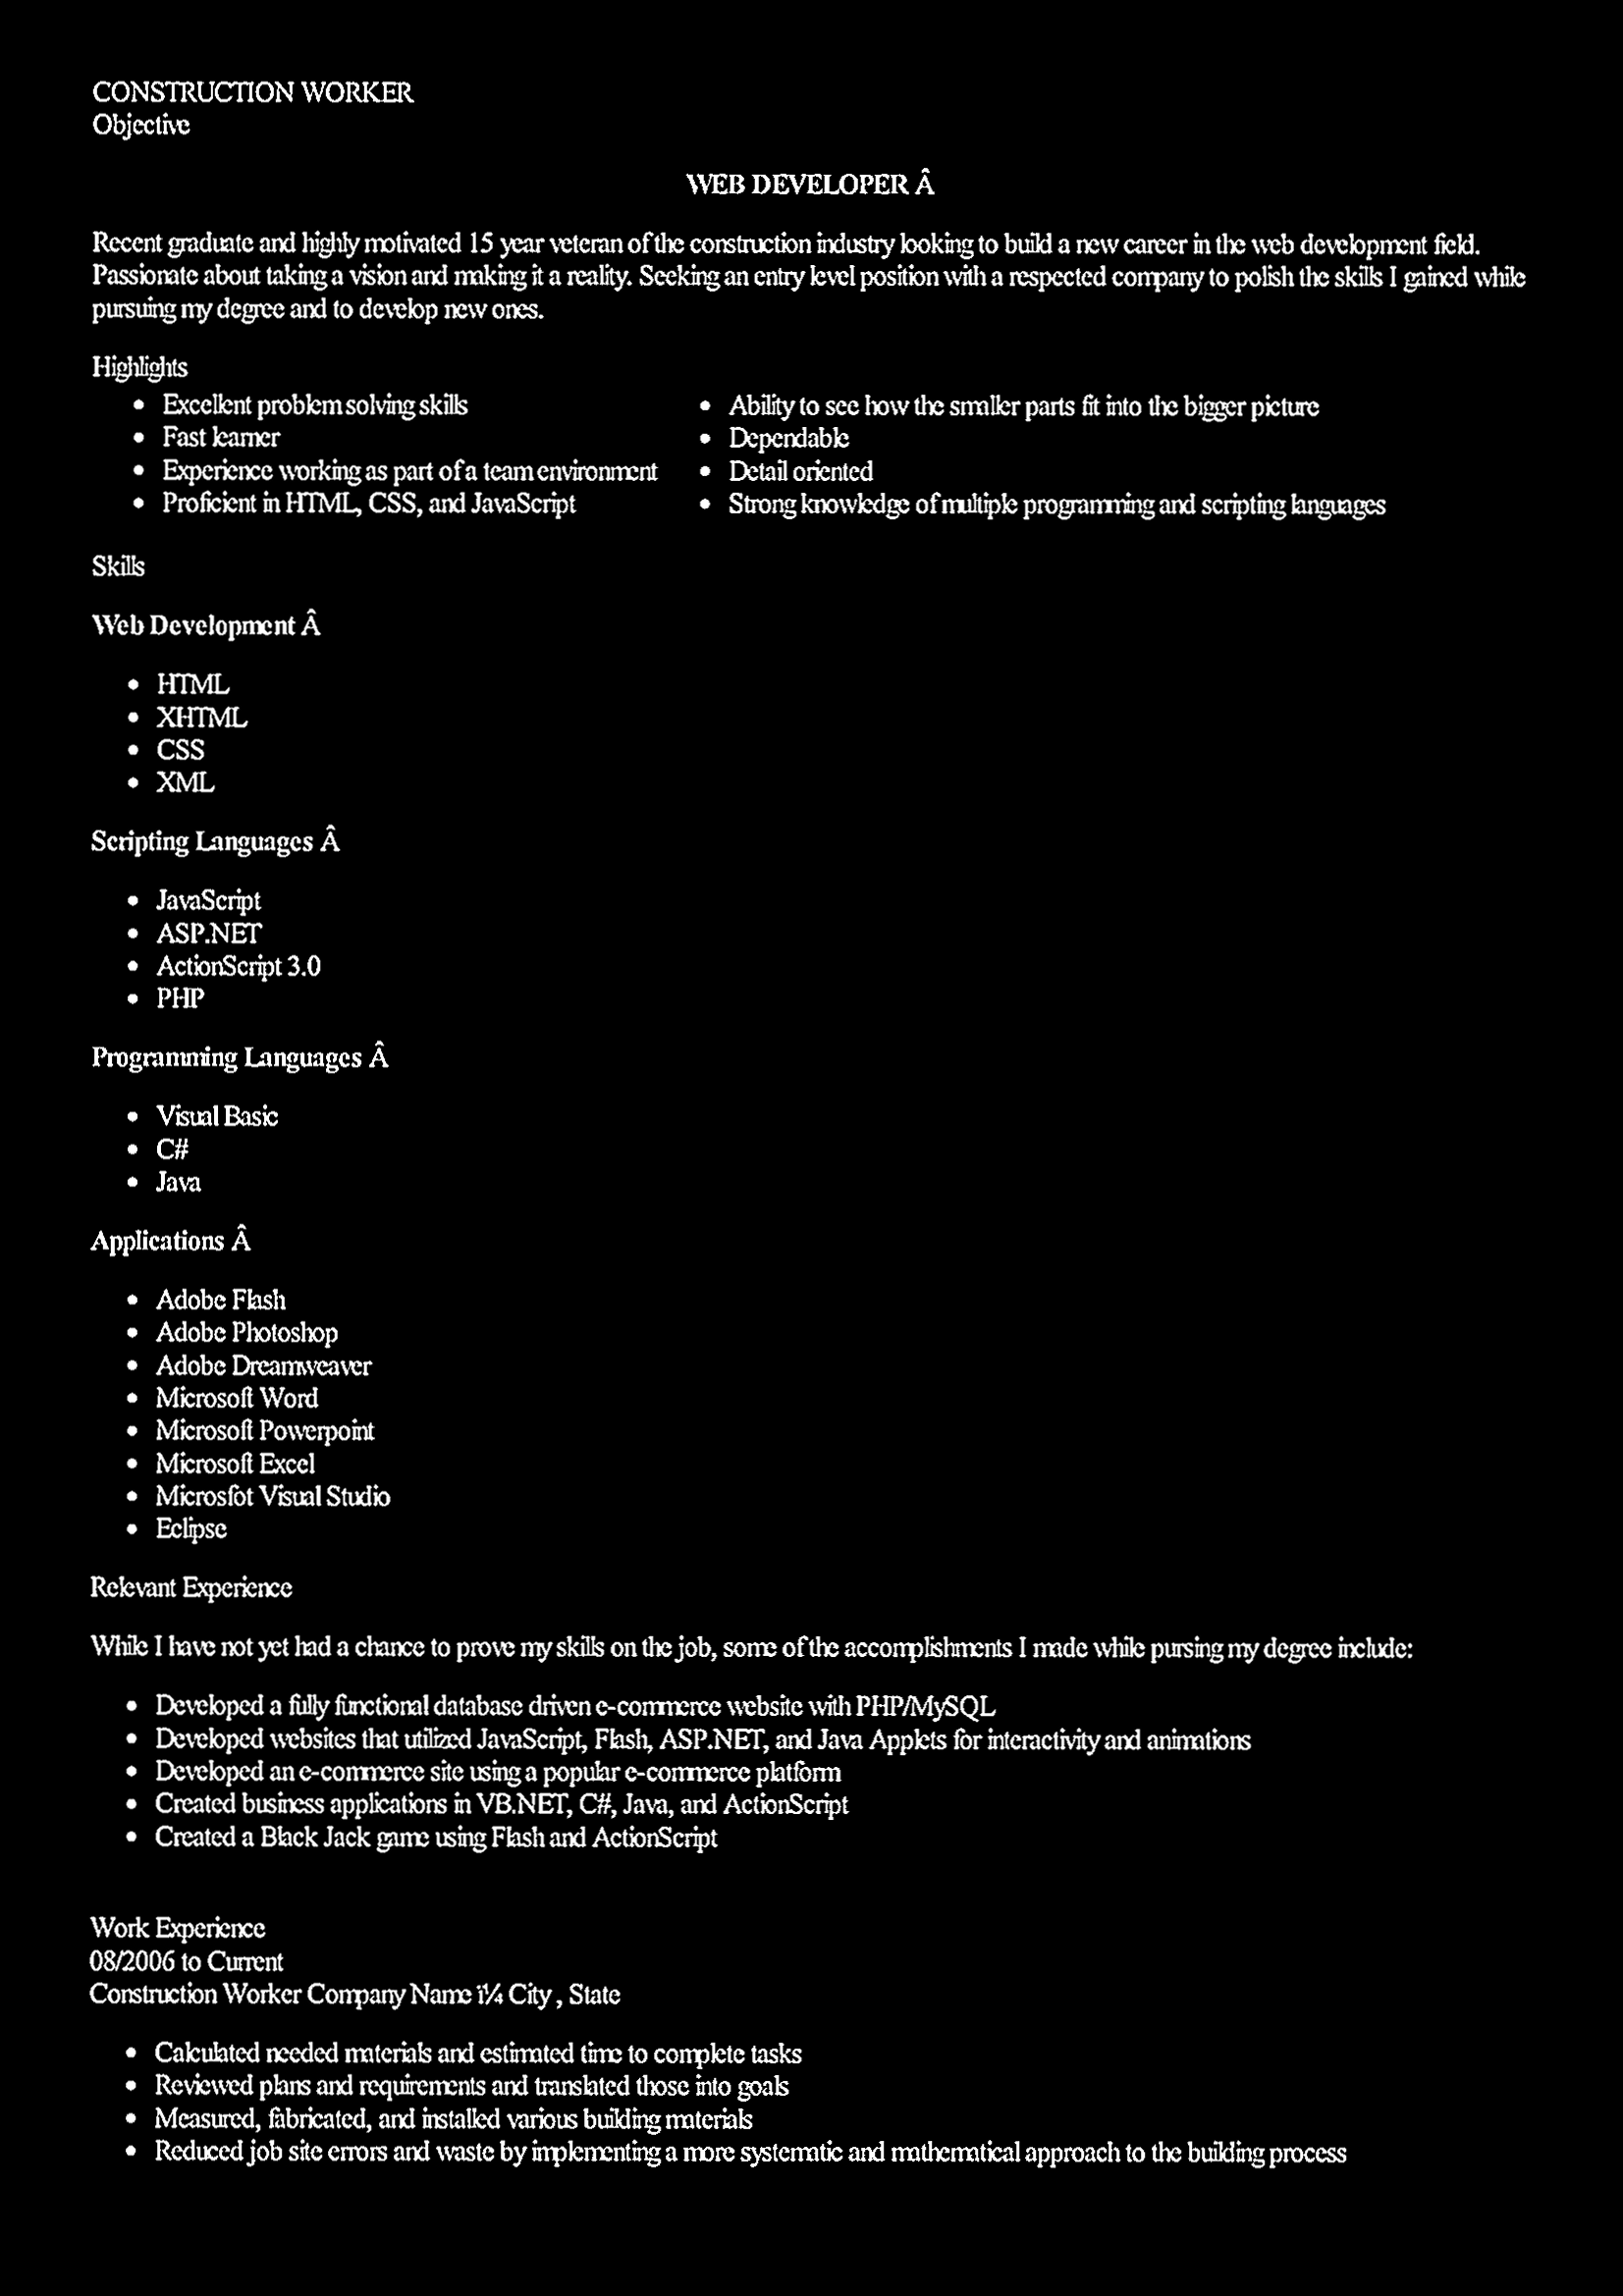 CONSTRUCTION WORKER
Objective
WEB DEVELOPER Â
Recent graduate and highly motivated 15 year veteran of the construction industry looking to build a new career in the web development field.
Passionate about taking a vision and making it a reality. Seeking an entry level position with a respected company to polish the skills I gained while
pursuing my degree and to develop new ones.
Highlights
• Excellent problem solving skills
• Fast learner
• Experience working as part of a team environment
• Proficient in HTML, CSS, and JavaScript
• Ability to see how the smaller parts fit into the bigger picture
• Dependable
• Detail oriented
• Strong knowledge of multiple programming and scripting languages
Skills
Web Development Â
• HTML
• XHTML
• CSS
• XML
Scripting Languages Â
• JavaScript
• ASP.NET
• ActionScript 3.0
• PHP
Programming Languages Â
• Visual Basic
• C#
• Java
Applications Â
• Adobe Flash
• Adobe Photoshop
• Adobe Dreamweaver
• Microsoft Word
• Microsoft Powerpoint
• Microsoft Excel
• Microsfot Visual Studio
• Eclipse
Relevant Experience
While I have not yet had a chance to prove my skills on the job, some of the accomplishments I made while pursing my degree include:
• Developed a fully functional database driven e-commerce website with PHP/MySQL
• Developed websites that utilized JavaScript, Flash, ASP.NET, and Java Applets for interactivity and animations
• Developed an e-commerce site using a popular e-commerce platform
• Created business applications in VB.NET, C#, Java, and ActionScript
• Created a Black Jack game using Flash and ActionScript
Work Experience
08/2006 to Current
Construction Worker Company Name ï¼ City , State
• Calculated needed materials and estimated time to complete tasks
• Reviewed plans and requirements and translated those into goals
• Measured, fabricated, and installed various building materials
• Reduced job site errors and waste by implementing a more systematic and mathematical approach to the building process